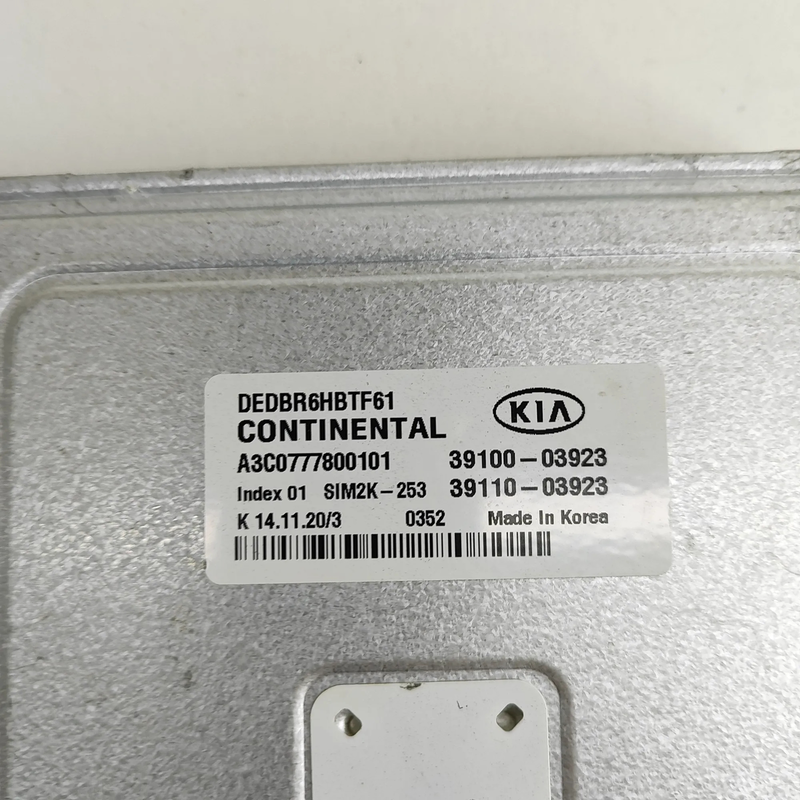 DEDBR6HBTF61
CONTINENTAL
KIA
A3C0777800101 39100-03923
Index 01 SIM2K-253 39110-03923
K 14.11.20/3 0352 Made In Korea